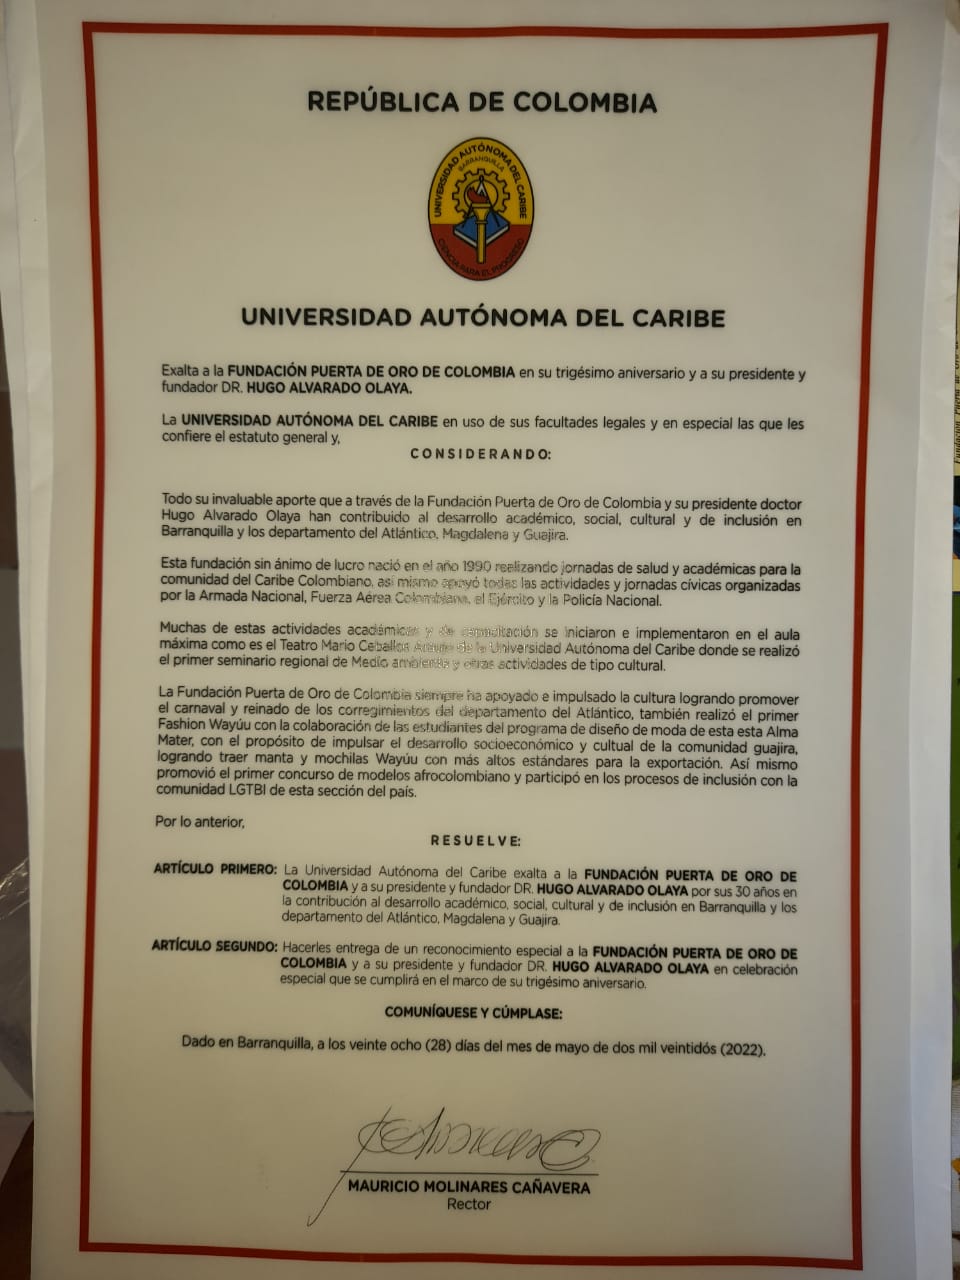 REPÚBLICA DE COLOMBIA
UNIVERSIDAD AUTÓNOMA DEL CARIBE
BARRANQUILLA
CIENCIA PARA EL PROGRESO
UNIVERSIDAD AUTÓNOMA DEL CARIBE
Exalta a la FUNDACIÓN PUERTA DE ORO DE COLOMBIA en su trigésimo aniversario y a su presidente y
fundador DR. HUGO ALVARADO OLAYA.
La UNIVERSIDAD AUTÓNOMA DEL CARIBE en uso de sus facultades legales y en especial las que les
confiere el estatuto general y,
CONSIDERANDO:
Todo su invaluable aporte que a través de la Fundación Puerta de Oro de Colombia y su presidente doctor
Hugo Alvarado Olaya han contribuido al desarrollo académico, social, cultural y de inclusión en
Barranquilla y los departamento del Atlántico, Magdalena y Guajira.
Esta fundación sin ánimo de lucro nació en el año 1990 realizando jornadas de salud y académicas para la
comunidad del Caribe Colombiano, así mismo apoyó todas las actividades y jornadas cívicas organizadas
por la Armada Nacional, Fuerza Aérea Colombiana, el Ejército y la Policía Nacional.
Muchas de estas actividades académicas y de capacitación se iniciaron e implementaron en el aula
máxima como es el Teatro Mario Ceballos Araujo de la Universidad Autónoma del Caribe donde se realizó
el primer seminario regional de Medio ambiente y otras actividades de tipo cultural.
La Fundación Puerta de Oro de Colombia siempre ha apoyado e impulsado la cultura logrando promover
el carnaval y reinado de los corregimientos del departamento del Atlántico, también realizó el primer
Fashion Wayúu con la colaboración de las estudiantes del programa de diseño de moda de esta esta Alma
Mater, con el propósito de impulsar el desarrollo socioeconómico y cultual de la comunidad guajira,
logrando traer manta y mochilas Wayúu con más altos estándares para la exportación. Así mismo
promovió el primer concurso de modelos afrocolombiano y participó en los procesos de inclusión con la
comunidad LGTBI de esta sección del país.
Por lo anterior,
RESUELVE:
ARTÍCULO PRIMERO: La Universidad Autónoma del Caribe exalta a la FUNDACIÓN PUERTA DE ORO DE
COLOMBIA y a su presidente y fundador DR. HUGO ALVARADO OLAYA por sus 30 años en
la contribución al desarrollo académico, social, cultural y de inclusión en Barranquilla y los
departamento del Atlántico, Magdalena y Guajira.
ARTÍCULO SEGUNDO: Hacerles entrega de un reconocimiento especial a la FUNDACIÓN PUERTA DE ORO DE
COLOMBIA y a su presidente y fundador DR. HUGO ALVARADO OLAYA en celebración
especial que se cumplirá en el marco de su trigésimo aniversario.
COMUNÍQUESE Y CÚMPLASE:
Dado en Barranquilla, a los veinte ocho (28) días del mes de mayo de dos mil veintidós (2022).
MAURICIO MOLINARES CAÑAVERA
Rector